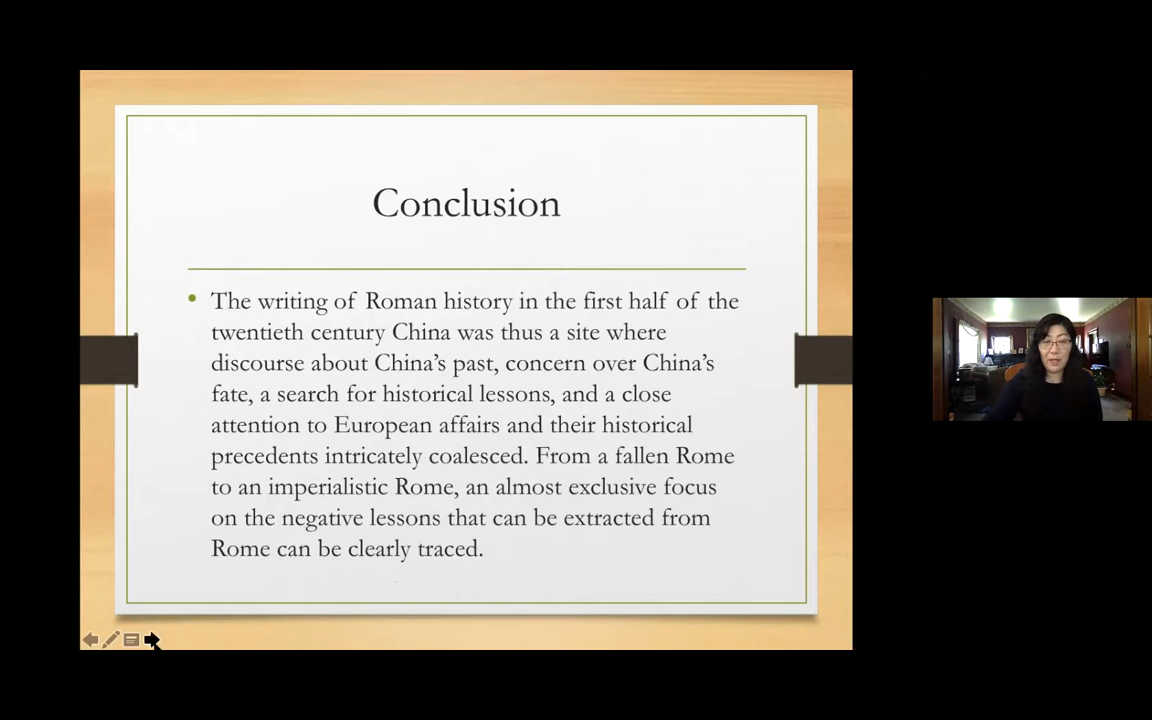 Conclusion
• The writing of Roman history in the first half of the
twentieth century China was thus a site where
discourse about China’s past, concern over China’s
fate, a search for historical lessons, and a close
attention to European affairs and their historical
precedents intricately coalesced. From a fallen Rome
to an imperialistic Rome, an almost exclusive focus
on the negative lessons that can be extracted from
Rome can be clearly traced.